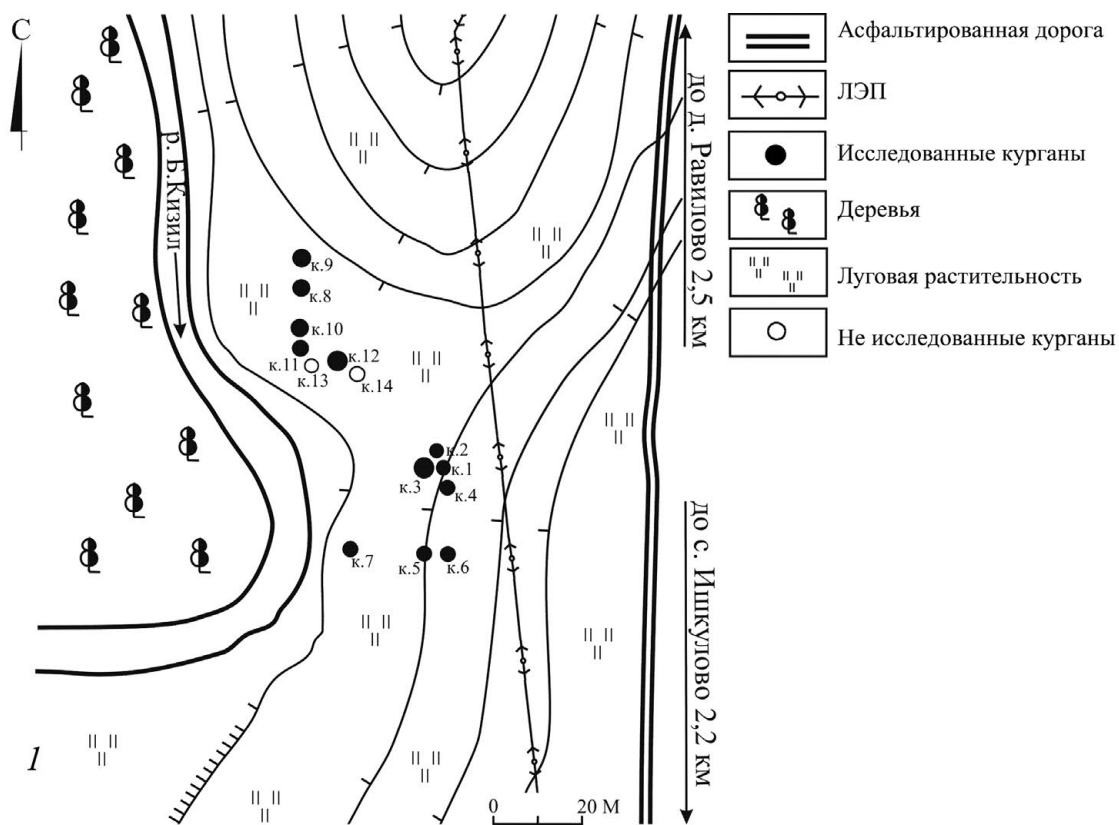 С
р. Б.Кизил
к.9
к.8
к.10
к.11
к.12
к.13
к.14
к.2
к.1
к.3
к.4
к.7
к.5
к.6
1
0 20 М
до д. Равилово 2,5 км
до с. Ишкулово 2,2 км
Асфальтированная дорога
ЛЭП
Исследованные курганы
Деревья
Луговая растительность
Не исследованные курганы